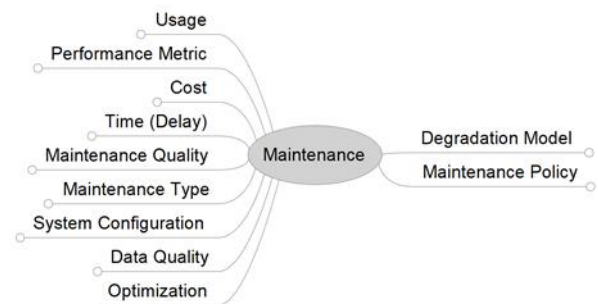 Usage
Performance Metric
Cost
Time (Delay)
Maintenance Quality
Maintenance Type
System Configuration
Data Quality
Optimization
Maintenance
Degradation Model
Maintenance Policy